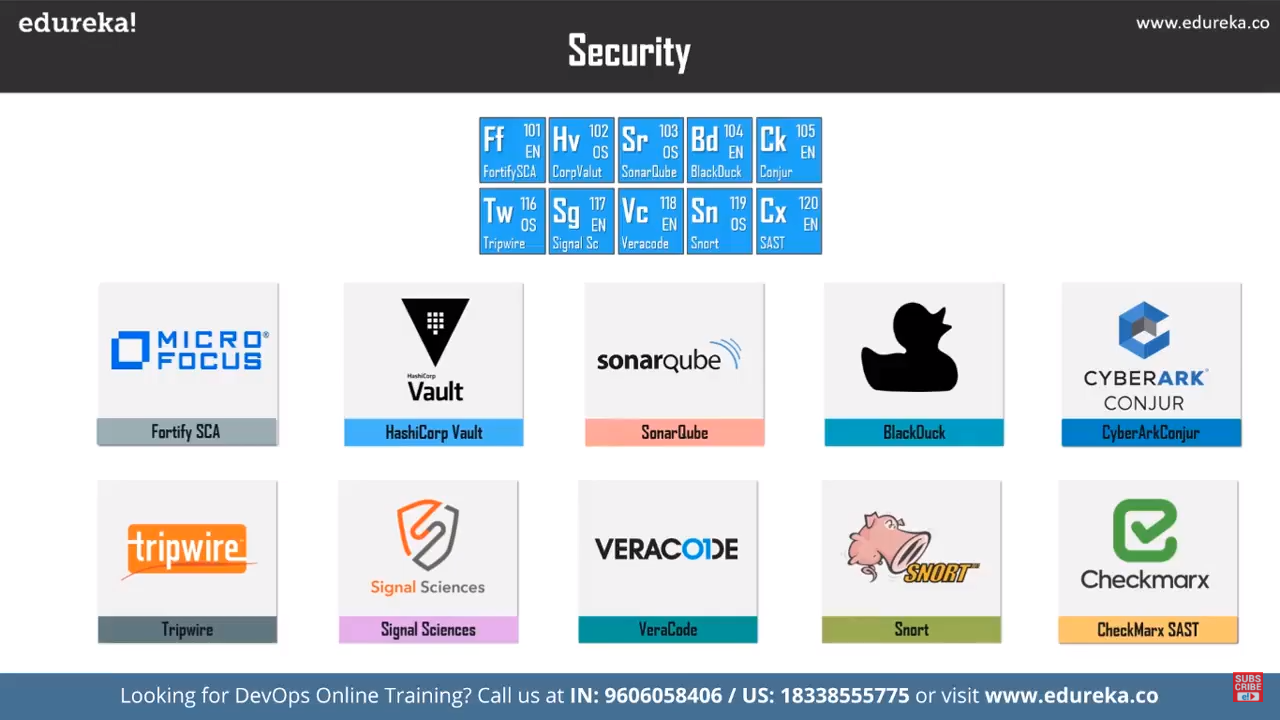 edureka!
www.edureka.co
Security
Ff 101 EN FortifySCA
Hv 102 OS CorpValut
Sr 103 OS SonarQube
Bd 104 EN BlackDuck
Ck 105 EN Conjur
Tw 116 OS Tripwire
Sg 117 EN Signal Sc
Vc 118 EN Veracode
Sn 119 OS Snort
Cx 120 EN SAST
MICRO
FOCUS®
HashiCorp
Vault
sonarqube
CYBERARK®
CONJUR
Fortify SCA
HashiCorp Vault
SonarQube
BlackDuck
CyberArkConjur
tripwire
Signal Sciences
VERACODE
SNORT
Checkmarx
Tripwire
Signal Sciences
VeraCode
Snort
CheckMarx SAST
Looking for DevOps Online Training? Call us at IN: 9606058406 / US: 18338555775 or visit www.edureka.co
SUBS
CRIBE